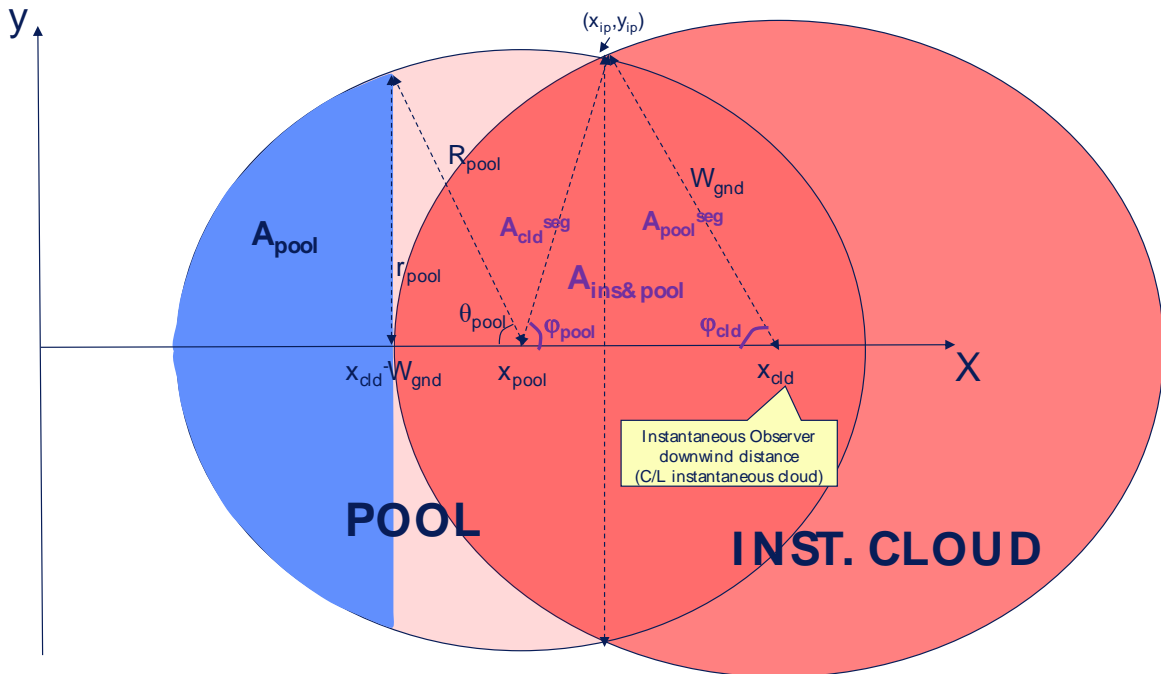 y
(x_ip,y_ip)
R_pool
W_gnd
A_cld^seg
A_pool^seg
A_pool
r_pool
A_ins&pool
θ_pool
φ_pool
φ_cld
x_cld-W_gnd
x_pool
x_cld
X
Instantaneous Observer
downwind distance
(C/L instantaneous cloud)
POOL
INST. CLOUD